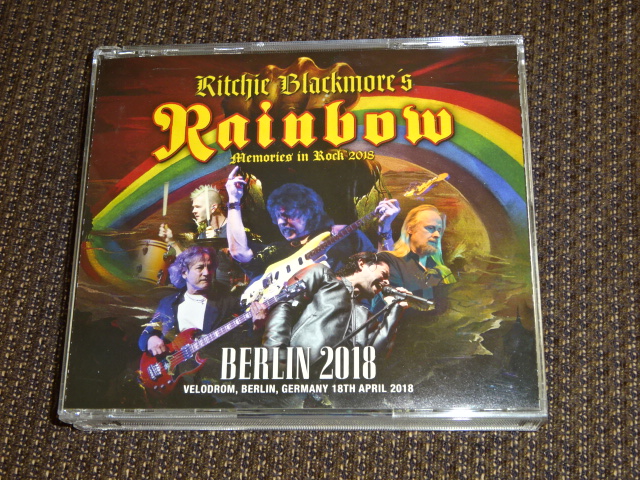 Ritchie Blackmore's
Rainbow
Memories in Rock 2018
BERLIN 2018
VELODROM, BERLIN, GERMANY 18TH APRIL 2018